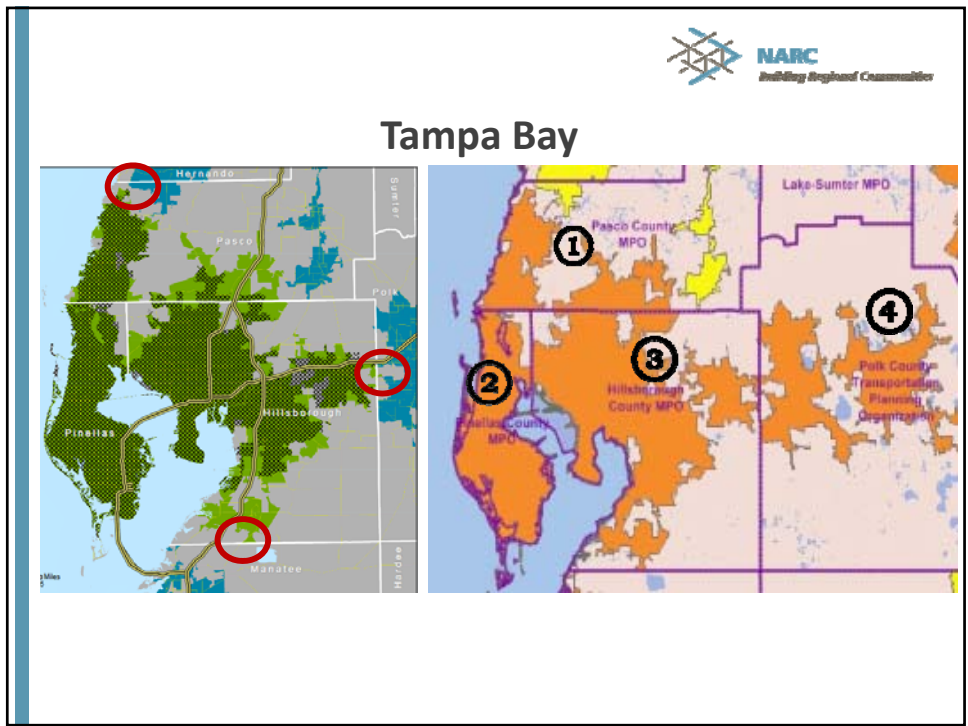 NARC
Building Regional Communities
Tampa Bay
Hernando
Sumter
Pasco
Polk
Hillsborough
Pinellas
Manatee
Hardee
Miles
Lake-Sumter MPO
Pasco County
MPO
1
4
3
2
Hillsborough
County MPO
Pinellas County
MPO
Polk County
Transportation
Planning
Organization